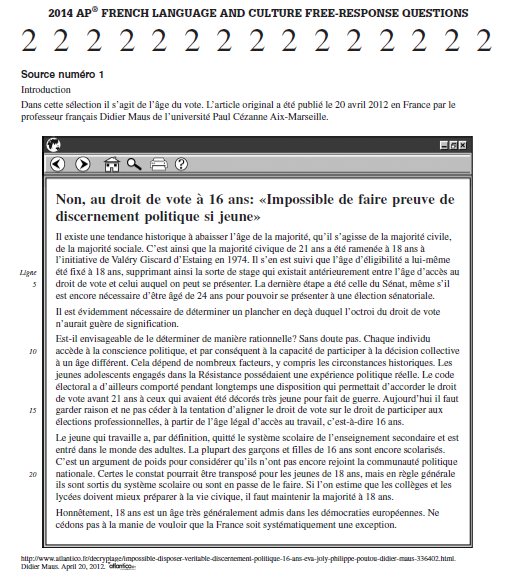 2014 AP® FRENCH LANGUAGE AND CULTURE FREE-RESPONSE QUESTIONS
2 2 2 2 2 2 2 2 2 2 2 2 2 2 2 2
Source numéro 1
Introduction
Dans cette sélection il s'agit de l'âge du vote. L'article original a été publié le 20 avril 2012 en France par le
professeur français Didier Maus de l'université Paul Cézanne Aix-Marseille.
Non, au droit de vote à 16 ans: «Impossible de faire preuve de
discernement politique si jeune»
Il existe une tendance historique à abaisser l'âge de la majorité, qu'il s'agisse de la majorité civile,
de la majorité sociale. C'est ainsi que la majorité civique de 21 ans a été ramenée à 18 ans à
l'initiative de Valéry Giscard d'Estaing en 1974. Il s'en est suivi que l'âge d'éligibilité a lui-même
Ligne été fixé à 18 ans, supprimant ainsi la sorte de stage qui existait antérieurement entre l'âge d'accès au
5 droit de vote et celui auquel on peut se présenter. La dernière étape a été celle du Sénat, même s'il
est encore nécessaire d'être âgé de 24 ans pour pouvoir se présenter à une élection sénatoriale.
Il est évidemment nécessaire de déterminer un plancher en deçà duquel l'octroi du droit de vote
n'aurait guère de signification.
Est-il envisageable de le déterminer de manière rationnelle? Sans doute pas. Chaque individu
10 accède à la conscience politique, et par conséquent à la capacité de participer à la décision collective
à un âge différent. Cela dépend de nombreux facteurs, y compris les circonstances historiques. Les
jeunes adolescents engagés dans la Résistance possédaient une expérience politique réelle. Le code
électoral a d'ailleurs comporté pendant longtemps une disposition qui permettait d'accorder le droit
de vote avant 21 ans à ceux qui avaient été décorés très jeune pour fait de guerre. Aujourd'hui il faut
15 garder raison et ne pas céder à la tentation d'aligner le droit de vote sur le droit de participer aux
élections professionnelles, à partir de l'âge légal d'accès au travail, c'est-à-dire 16 ans.
Le jeune qui travaille a, par définition, quitté le système scolaire de l'enseignement secondaire et est
entré dans le monde des adultes. La plupart des garçons et filles de 16 ans sont encore scolarisés.
C'est un argument de poids pour considérer qu'ils n'ont pas encore rejoint la communauté politique
20 nationale. Certes le constat pourrait être transposé pour les jeunes de 18 ans, mais en règle générale
ils sont sortis du système scolaire ou sont en passe de le faire. Si l'on estime que les collèges et les
lycées doivent mieux préparer à la vie civique, il faut maintenir la majorité à 18 ans.
Honnêtement, 18 ans est un âge très généralement admis dans les démocraties européennes. Ne
cédons pas à la manie de vouloir que la France soit systématiquement une exception.
http://www.atlantico.fr/decryptage/impossible-disposer-veritable-discernement-politique-16-ans-eva-joly-philippe-poutou-didier-maus-336402.html.
Didier Maus. April 20, 2012. atlantico